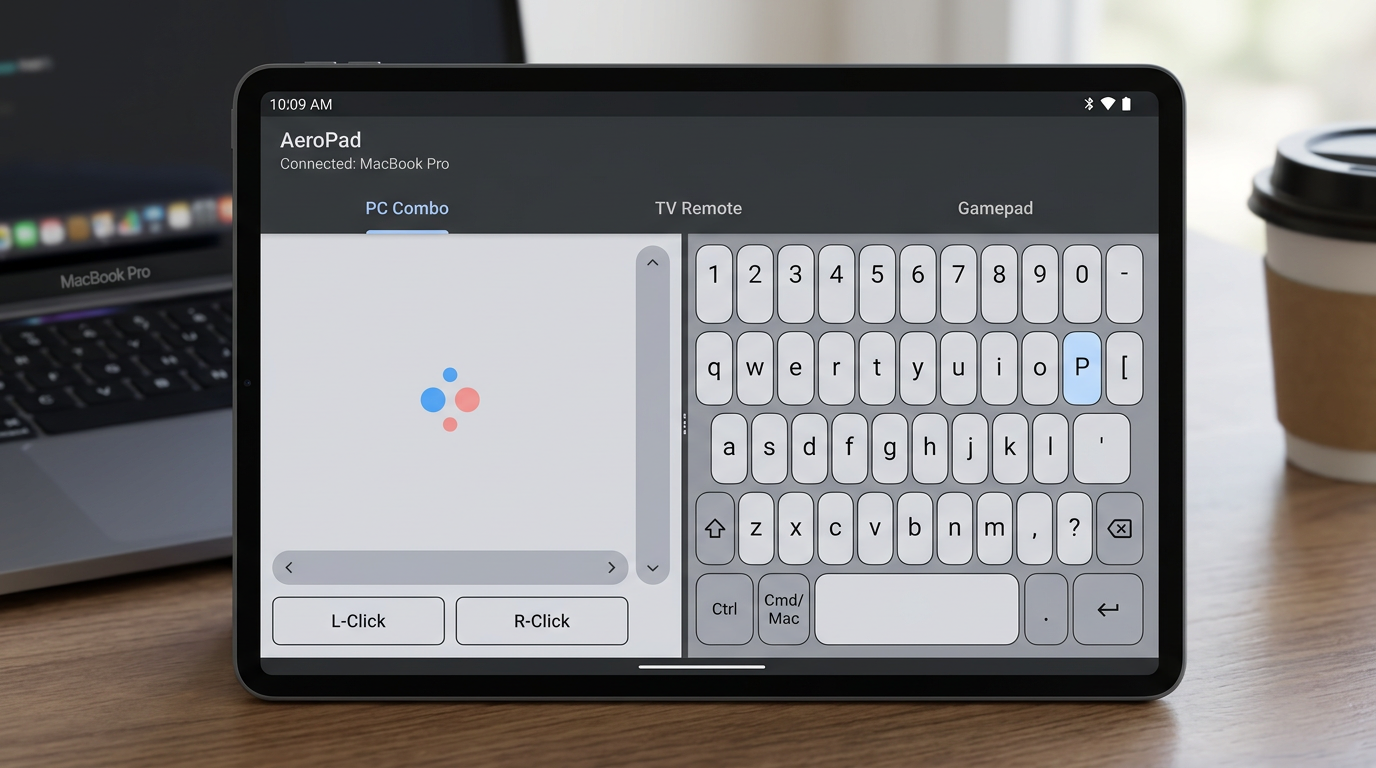 10:09 AM
AeroPad
Connected: MacBook Pro
PC Combo TV Remote Gamepad
1 2 3 4 5 6 7 8 9 0 -
q w e r t y u i o P [
a s d f g h j k l '
z x c v b n m , ?
Ctrl Cmd/
Mac .
L-Click R-Click
MacBook Pro